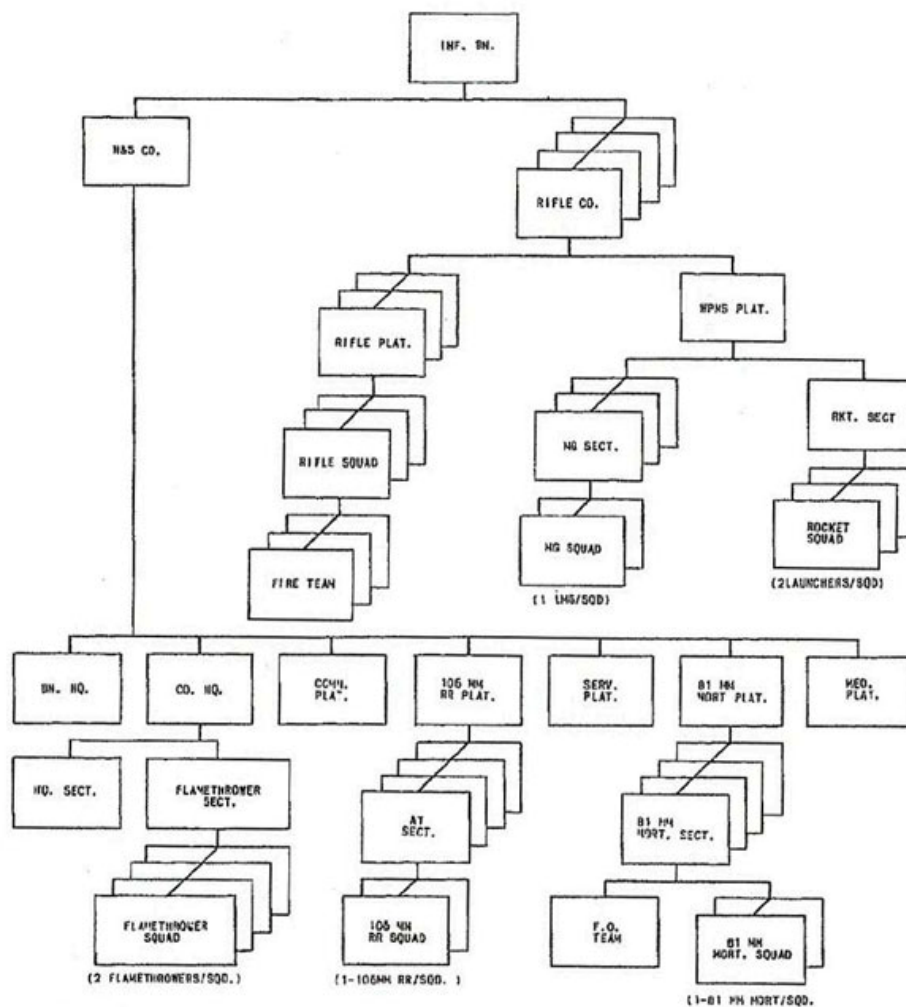 INF. BN.
H&S CO.
RIFLE CO.
RIFLE PLAT.
WPNS PLAT.
RIFLE SQUAD
MG SECT.
RKT. SECT
FIRE TEAM
MG SQUAD
(1 LMG/SQD)
ROCKET
SQUAD
(2LAUNCHERS/SQD)
BN. HQ.
CO. HQ.
COMM.
PLAT.
106 MM
RR PLAT.
SERV.
PLAT.
81 MM
MORT PLAT.
MED.
PLAT.
HQ. SECT.
FLAMETHROWER
SECT.
AT
SECT.
81 MM
MORT. SECT.
FLAMETHROWER
SQUAD
(2 FLAMETHROWERS/SQD.)
106 MM
RR SQUAD
(1-106MM RR/SQD. )
F.O.
TEAM
81 MM
MORT. SQUAD
(1-81 MM MORT/SQD.